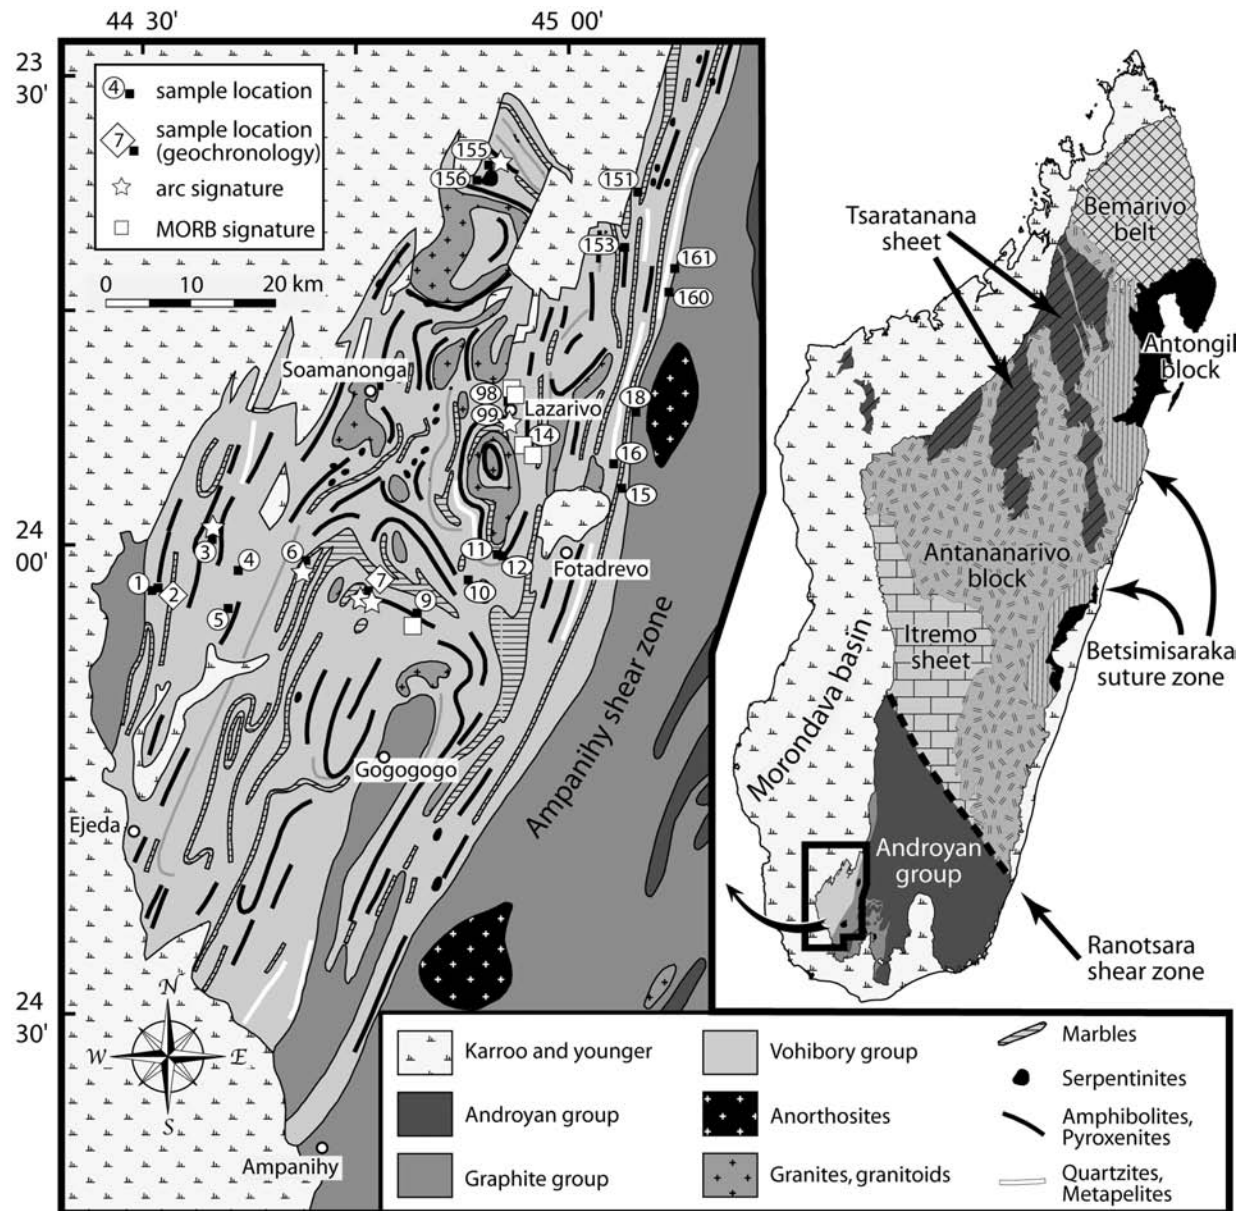 44 30'
45 00'
23
30'
24
00'
24
30'
4 sample location
7 sample location
(geochronology)
arc signature
MORB signature
0 10 20 km
155
156
151
153
161
160
Soamanonga
98
99
Lazarivo
14
18
16
15
3
4
6
1
2
5
7
9
11
12
10
Fotadrevo
Gogogogo
Ejeda
Ampanihy shear zone
Ampanihy
N
W
E
S
Tsaratanana
sheet
Bemarivo
belt
Antongil
block
Antananarivo
block
Itremo
sheet
Betsimisaraka
suture zone
Morondava basin
Androyan
group
Ranotsara
shear zone
Karroo and younger
Androyan group
Graphite group
Vohibory group
Anorthosites
Granites, granitoids
Marbles
Serpentinites
Amphibolites,
Pyroxenites
Quartzites,
Metapelites